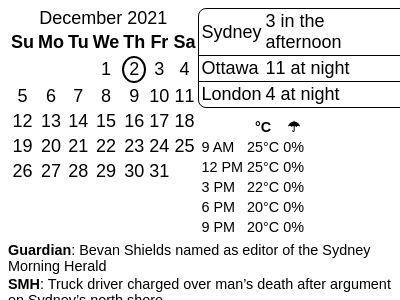 December 2021
Su Mo Tu We Th Fr Sa
1 2 3 4
5 6 7 8 9 10 11
12 13 14 15 16 17 18
19 20 21 22 23 24 25
26 27 28 29 30 31
Sydney 3 in the
afternoon
Ottawa 11 at night
London 4 at night
°C ☂
9 AM 25°C 0%
12 PM 25°C 0%
3 PM 22°C 0%
6 PM 20°C 0%
9 PM 20°C 0%
Guardian: Bevan Shields named as editor of the Sydney
Morning Herald
SMH: Truck driver charged over man’s death after argument
on Sydney’s north shore